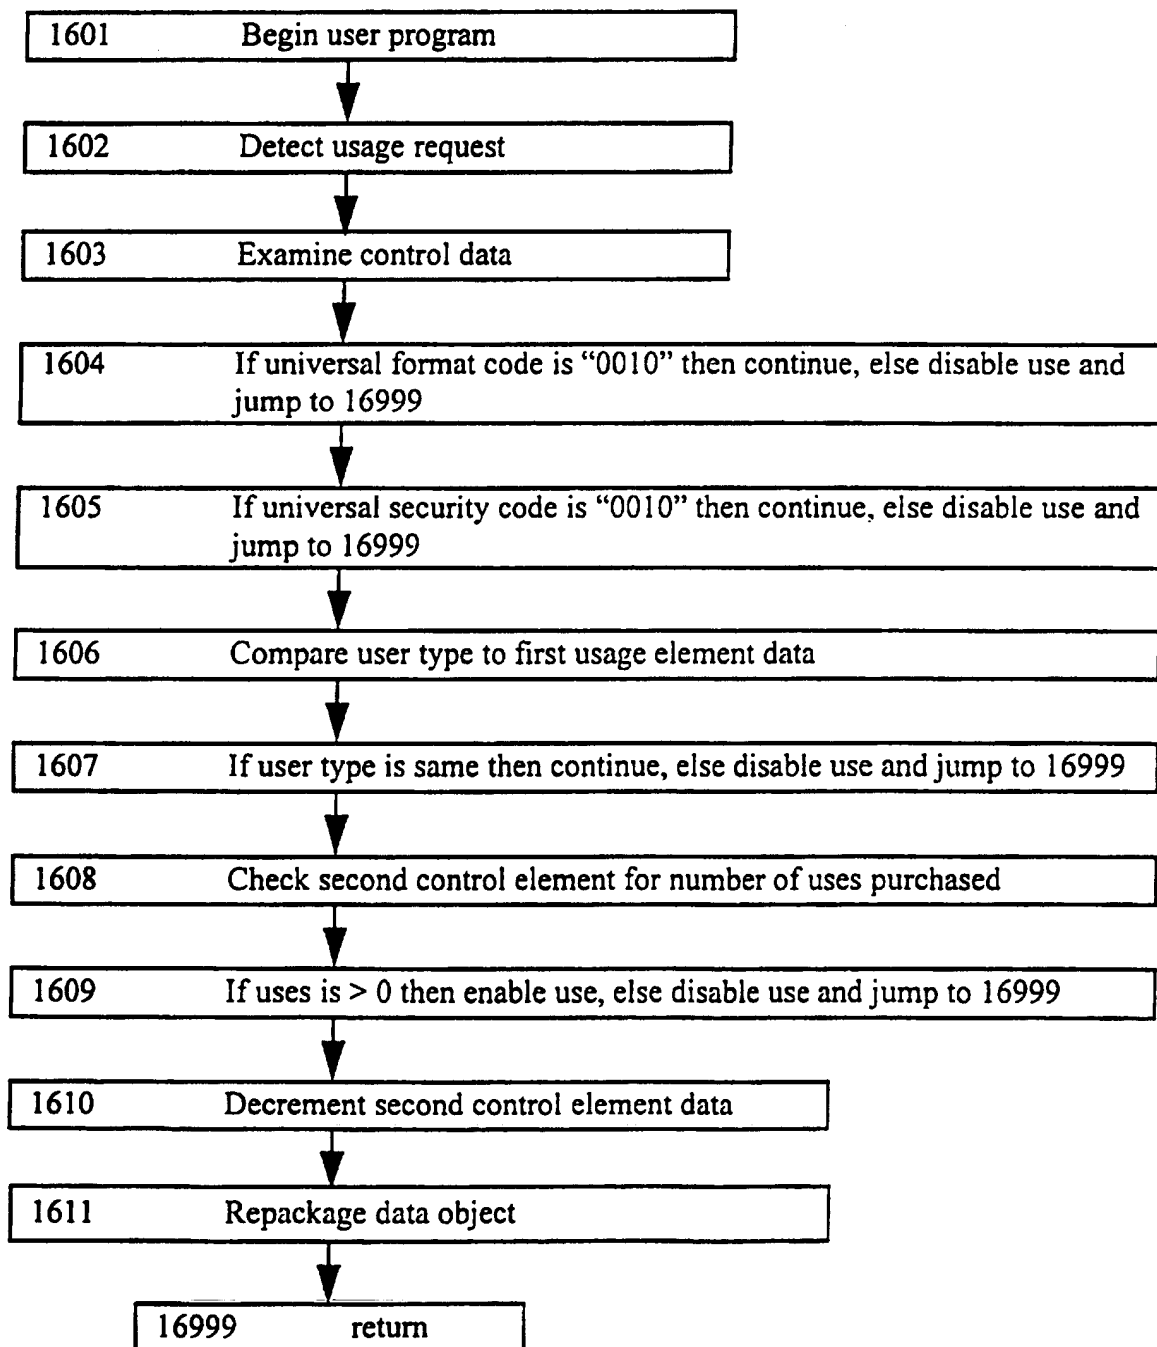 1601 Begin user program
1602 Detect usage request
1603 Examine control data
1604 If universal format code is “0010” then continue, else disable use and
jump to 16999
1605 If universal security code is “0010” then continue, else disable use and
jump to 16999
1606 Compare user type to first usage element data
1607 If user type is same then continue, else disable use and jump to 16999
1608 Check second control element for number of uses purchased
1609 If uses is > 0 then enable use, else disable use and jump to 16999
1610 Decrement second control element data
1611 Repackage data object
16999 return